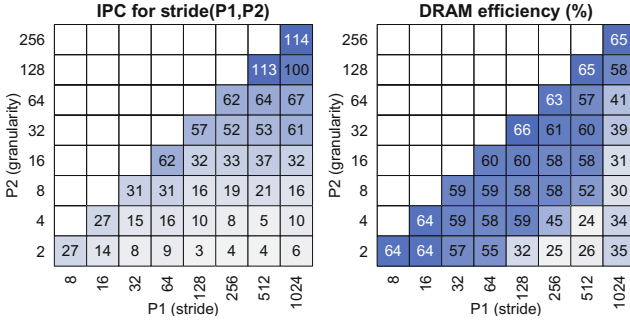 IPC for stride(P1,P2)
P2 (granularity)
256 114
128 113 100
64 62 64 67
32 57 52 53 61
16 62 32 33 37 32
8 31 31 16 19 21 16
4 27 15 16 10 8 5 10
2 27 14 8 9 3 4 4 6
8 16 32 64 128 256 512 1024
P1 (stride)
DRAM efficiency (%)
P2 (granularity)
256 65
128 65 58
64 63 57 41
32 66 61 60 39
16 60 60 58 58 31
8 59 59 58 58 52 30
4 64 59 58 59 45 24 34
2 64 64 57 55 32 25 26 35
8 16 32 64 128 256 512 1024
P1 (stride)